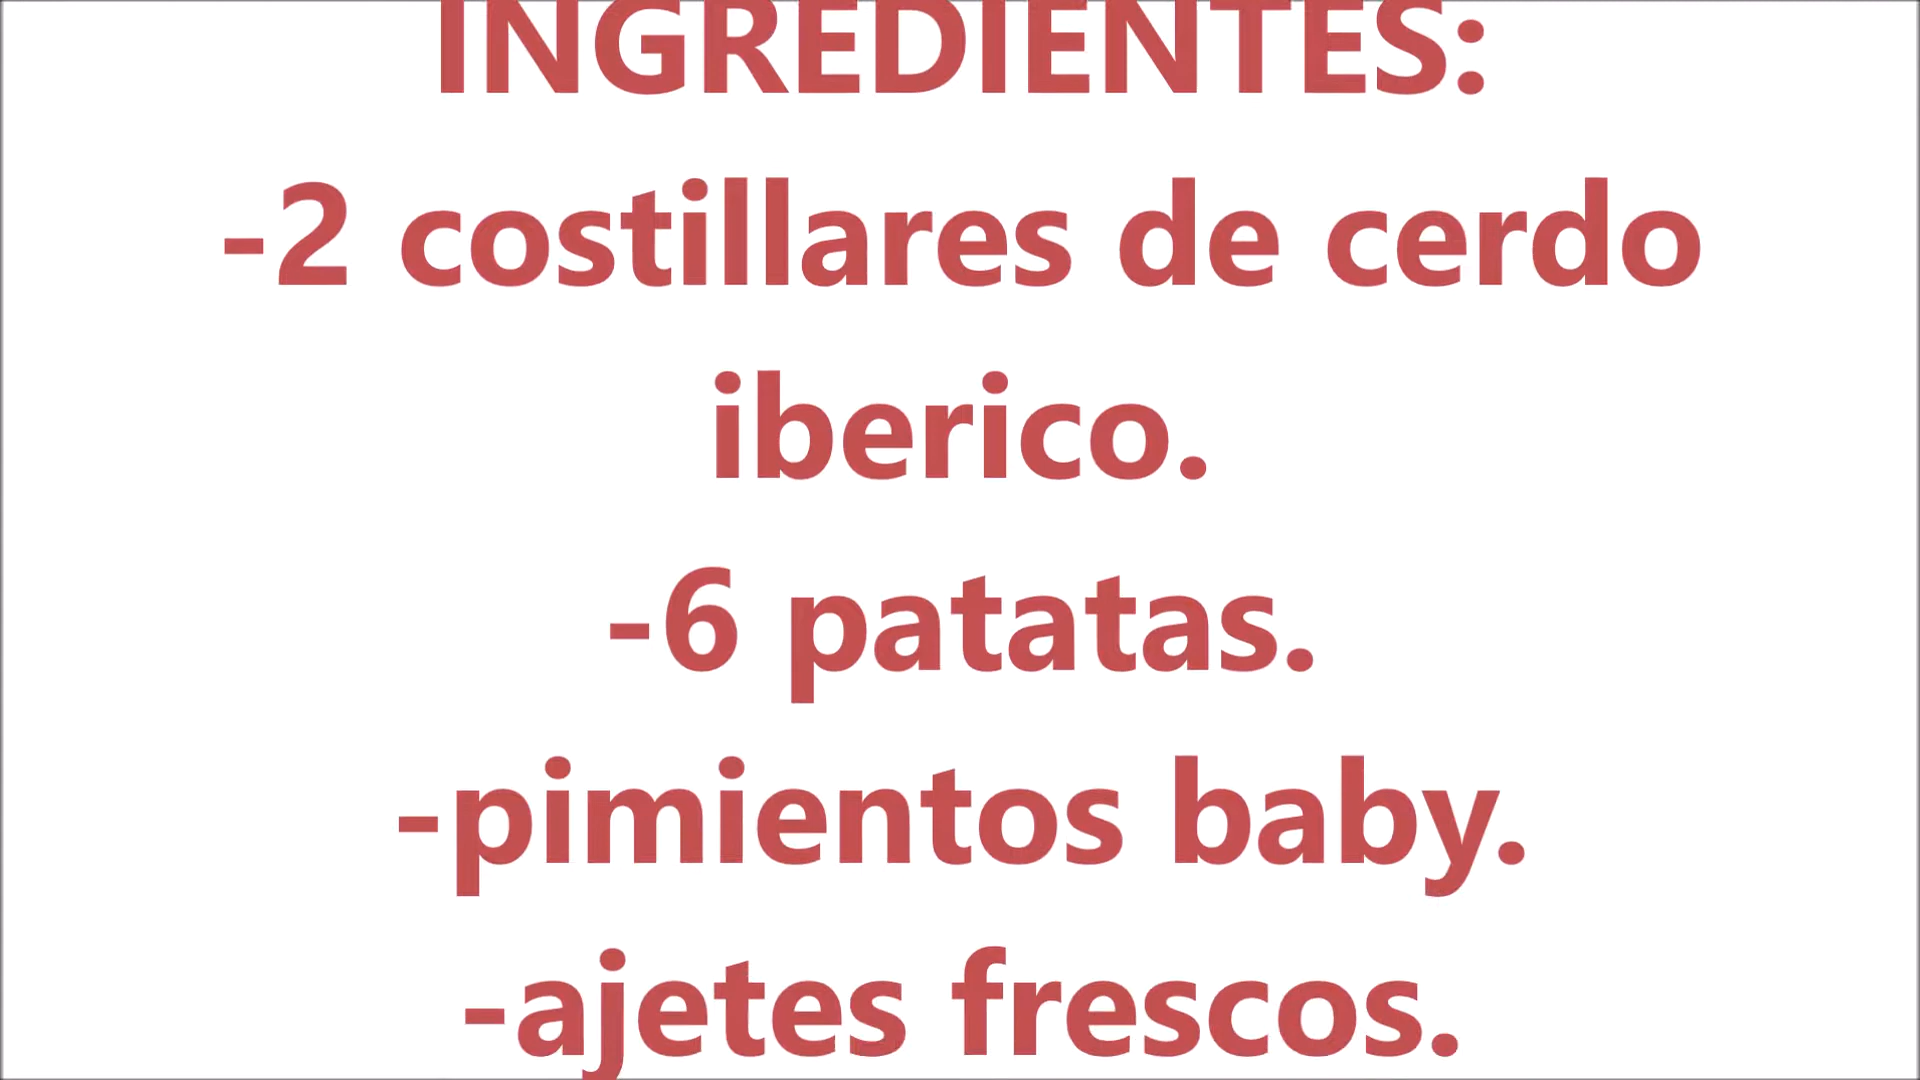 INGREDIENTES:
-2 costillares de cerdo
iberico.
-6 patatas.
-pimientos baby.
-ajetes frescos.